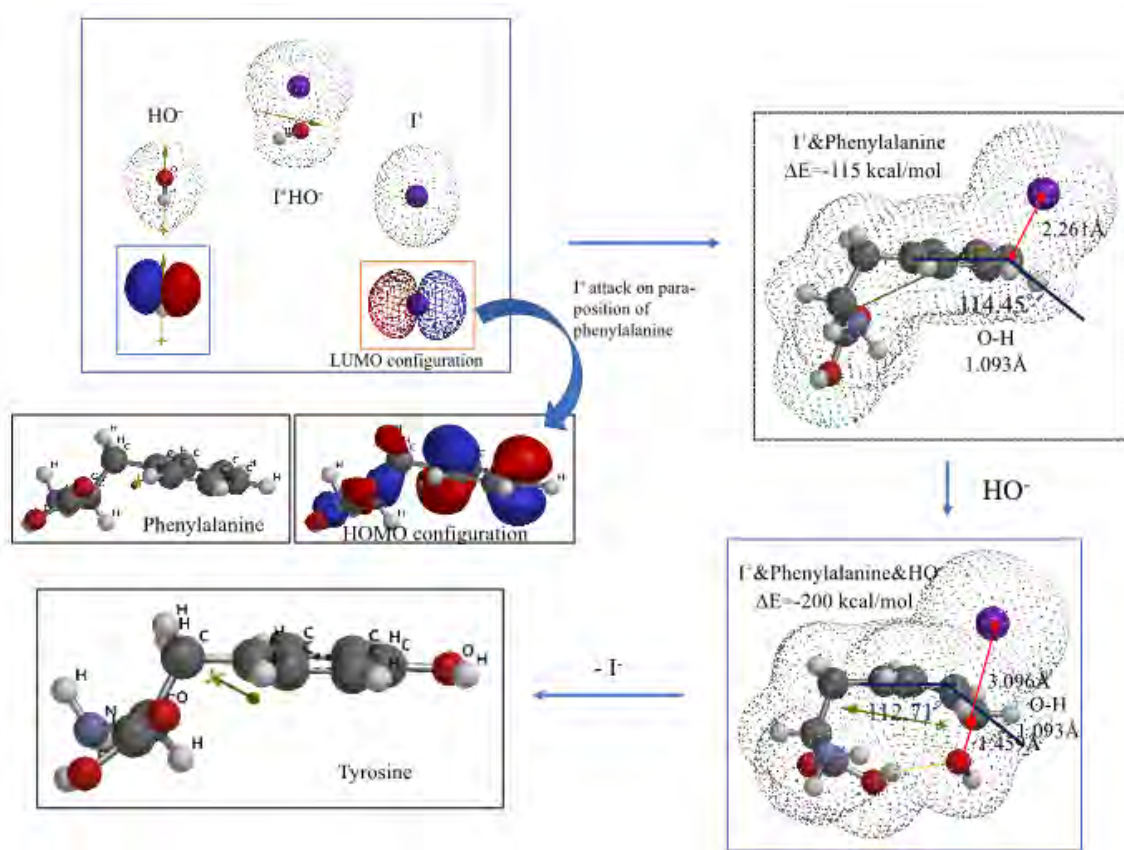 HO⁻
I⁺HO⁻
I⁺
LUMO configuration
I⁺ attack on para-
position of
phenylalanine
I⁺&Phenylalanine
ΔE=-115 kcal/mol
2.261Å
114.45°
O-H
1.093Å
HO⁻
Phenylalanine
HOMO configuration
I⁻&Phenylalanine&HO
ΔE=-200 kcal/mol
3.096Å
O-H
1.093Å
112.71°
- I⁻
Tyrosine